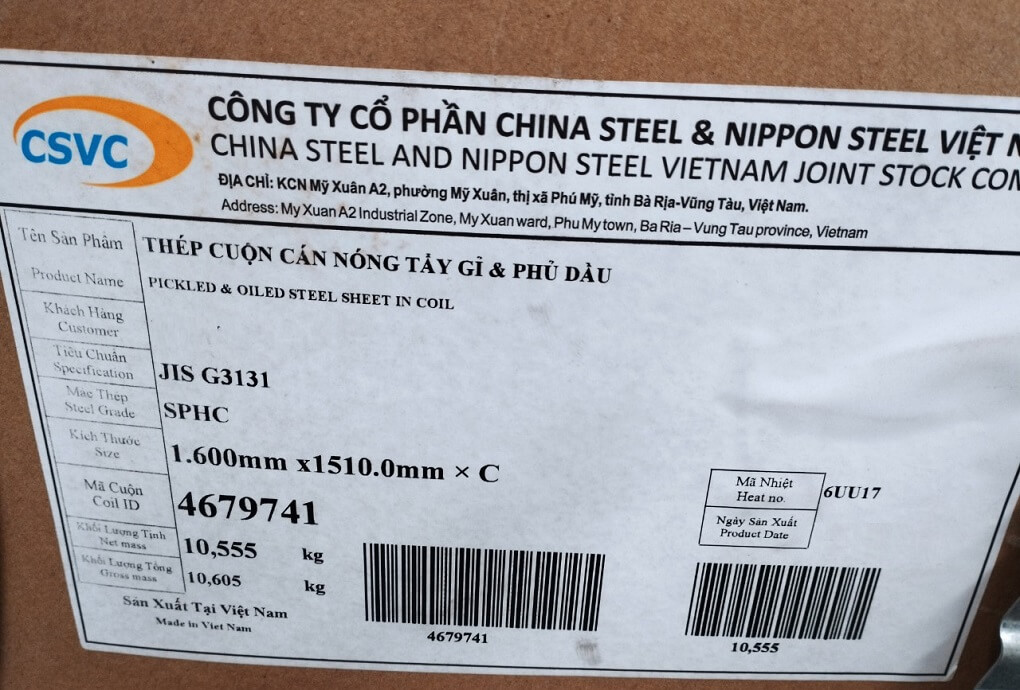 CSVC
CÔNG TY CỔ PHẦN CHINA STEEL & NIPPON STEEL VIỆT
CHINA STEEL AND NIPPON STEEL VIETNAM JOINT STOCK
ĐỊA CHỈ: KCN Mỹ Xuân A2, phường Mỹ Xuân, thị xã Phú Mỹ, tỉnh Bà Rịa-Vũng Tàu, Việt Nam.
Address: My Xuan A2 Industrial Zone, My Xuan ward, Phu My town, Ba Ria – Vung Tau province, Vietnam
Tên Sản Phẩm
THÉP CUỘN CÁN NÓNG TẨY GỈ & PHỦ DẦU
Product Name
PICKLED & OILED STEEL SHEET IN COIL
Khách Hàng
Customer
Tiêu Chuẩn
Specification
JIS G3131
Mác Thép
Steel Grade
SPHC
Kích Thước
Size
1.600mm x1510.0mm × C
Mã Cuộn
Coil ID
4679741
Khối Lượng Tịnh
Net mass
10,555 kg
Khối Lượng Tổng
Gross mass
10,605 kg
Sản Xuất Tại Việt Nam
Made in Viet Nam
4679741
Mã Nhiệt
Heat no.
6UU17
Ngày Sản Xuất
Product Date
10,555